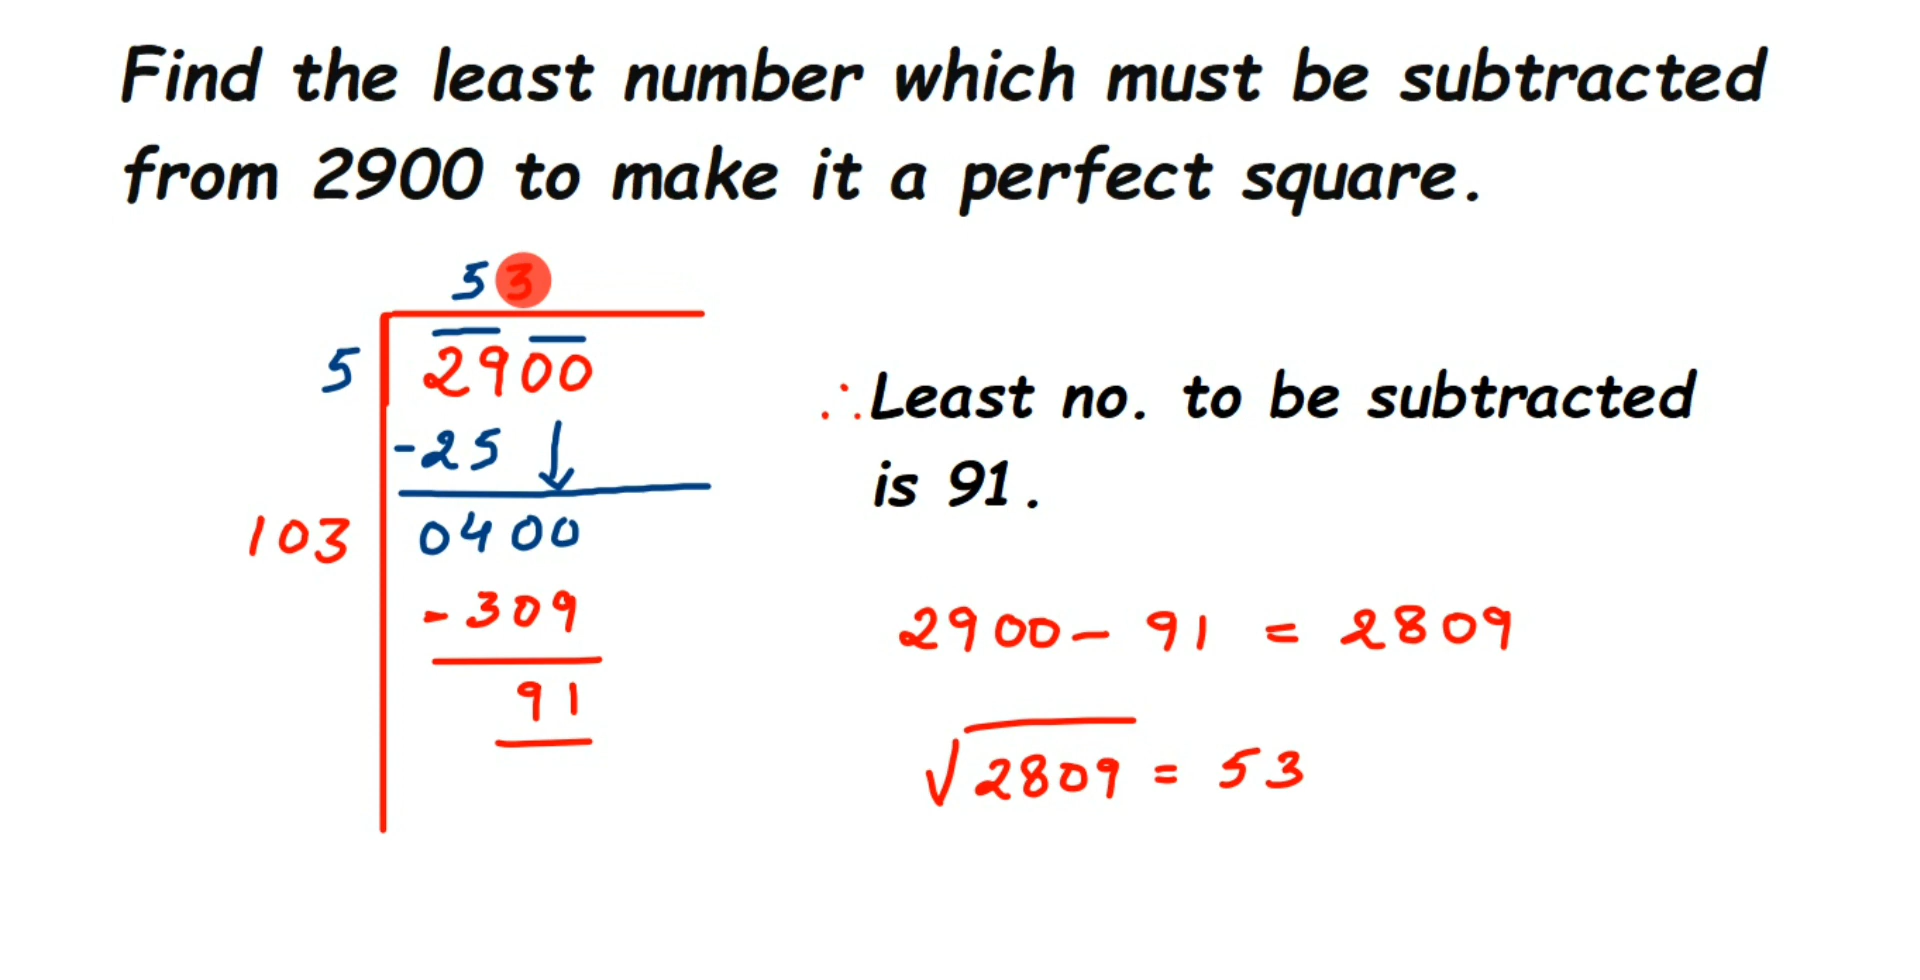 Find the least number which must be subtracted
from 2900 to make it a perfect square.
53
5 2900
-25
103 0400
-309
91
∴Least no. to be subtracted
is 91.
2900 - 91 = 2809
√2809 = 53